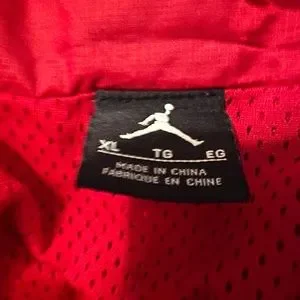 XL TG EG
MADE IN CHINA
FABRIQUE EN CHINE